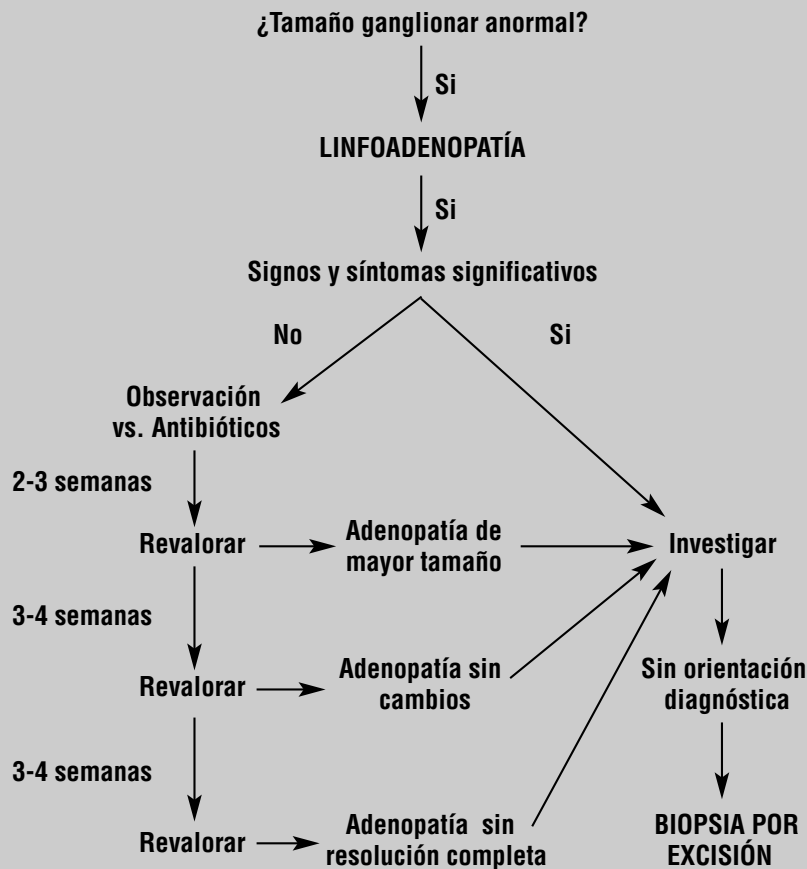 ¿Tamaño ganglionar anormal?
Si
LINFOADENOPATÍA
Si
Signos y síntomas significativos
No
Si
Observación
vs. Antibióticos
2-3 semanas
Revalorar
Adenopatía de
mayor tamaño
Investigar
3-4 semanas
Revalorar
Adenopatía sin
cambios
Sin orientación
diagnóstica
3-4 semanas
Revalorar
Adenopatía sin
resolución completa
BIOPSIA POR
EXCISIÓN